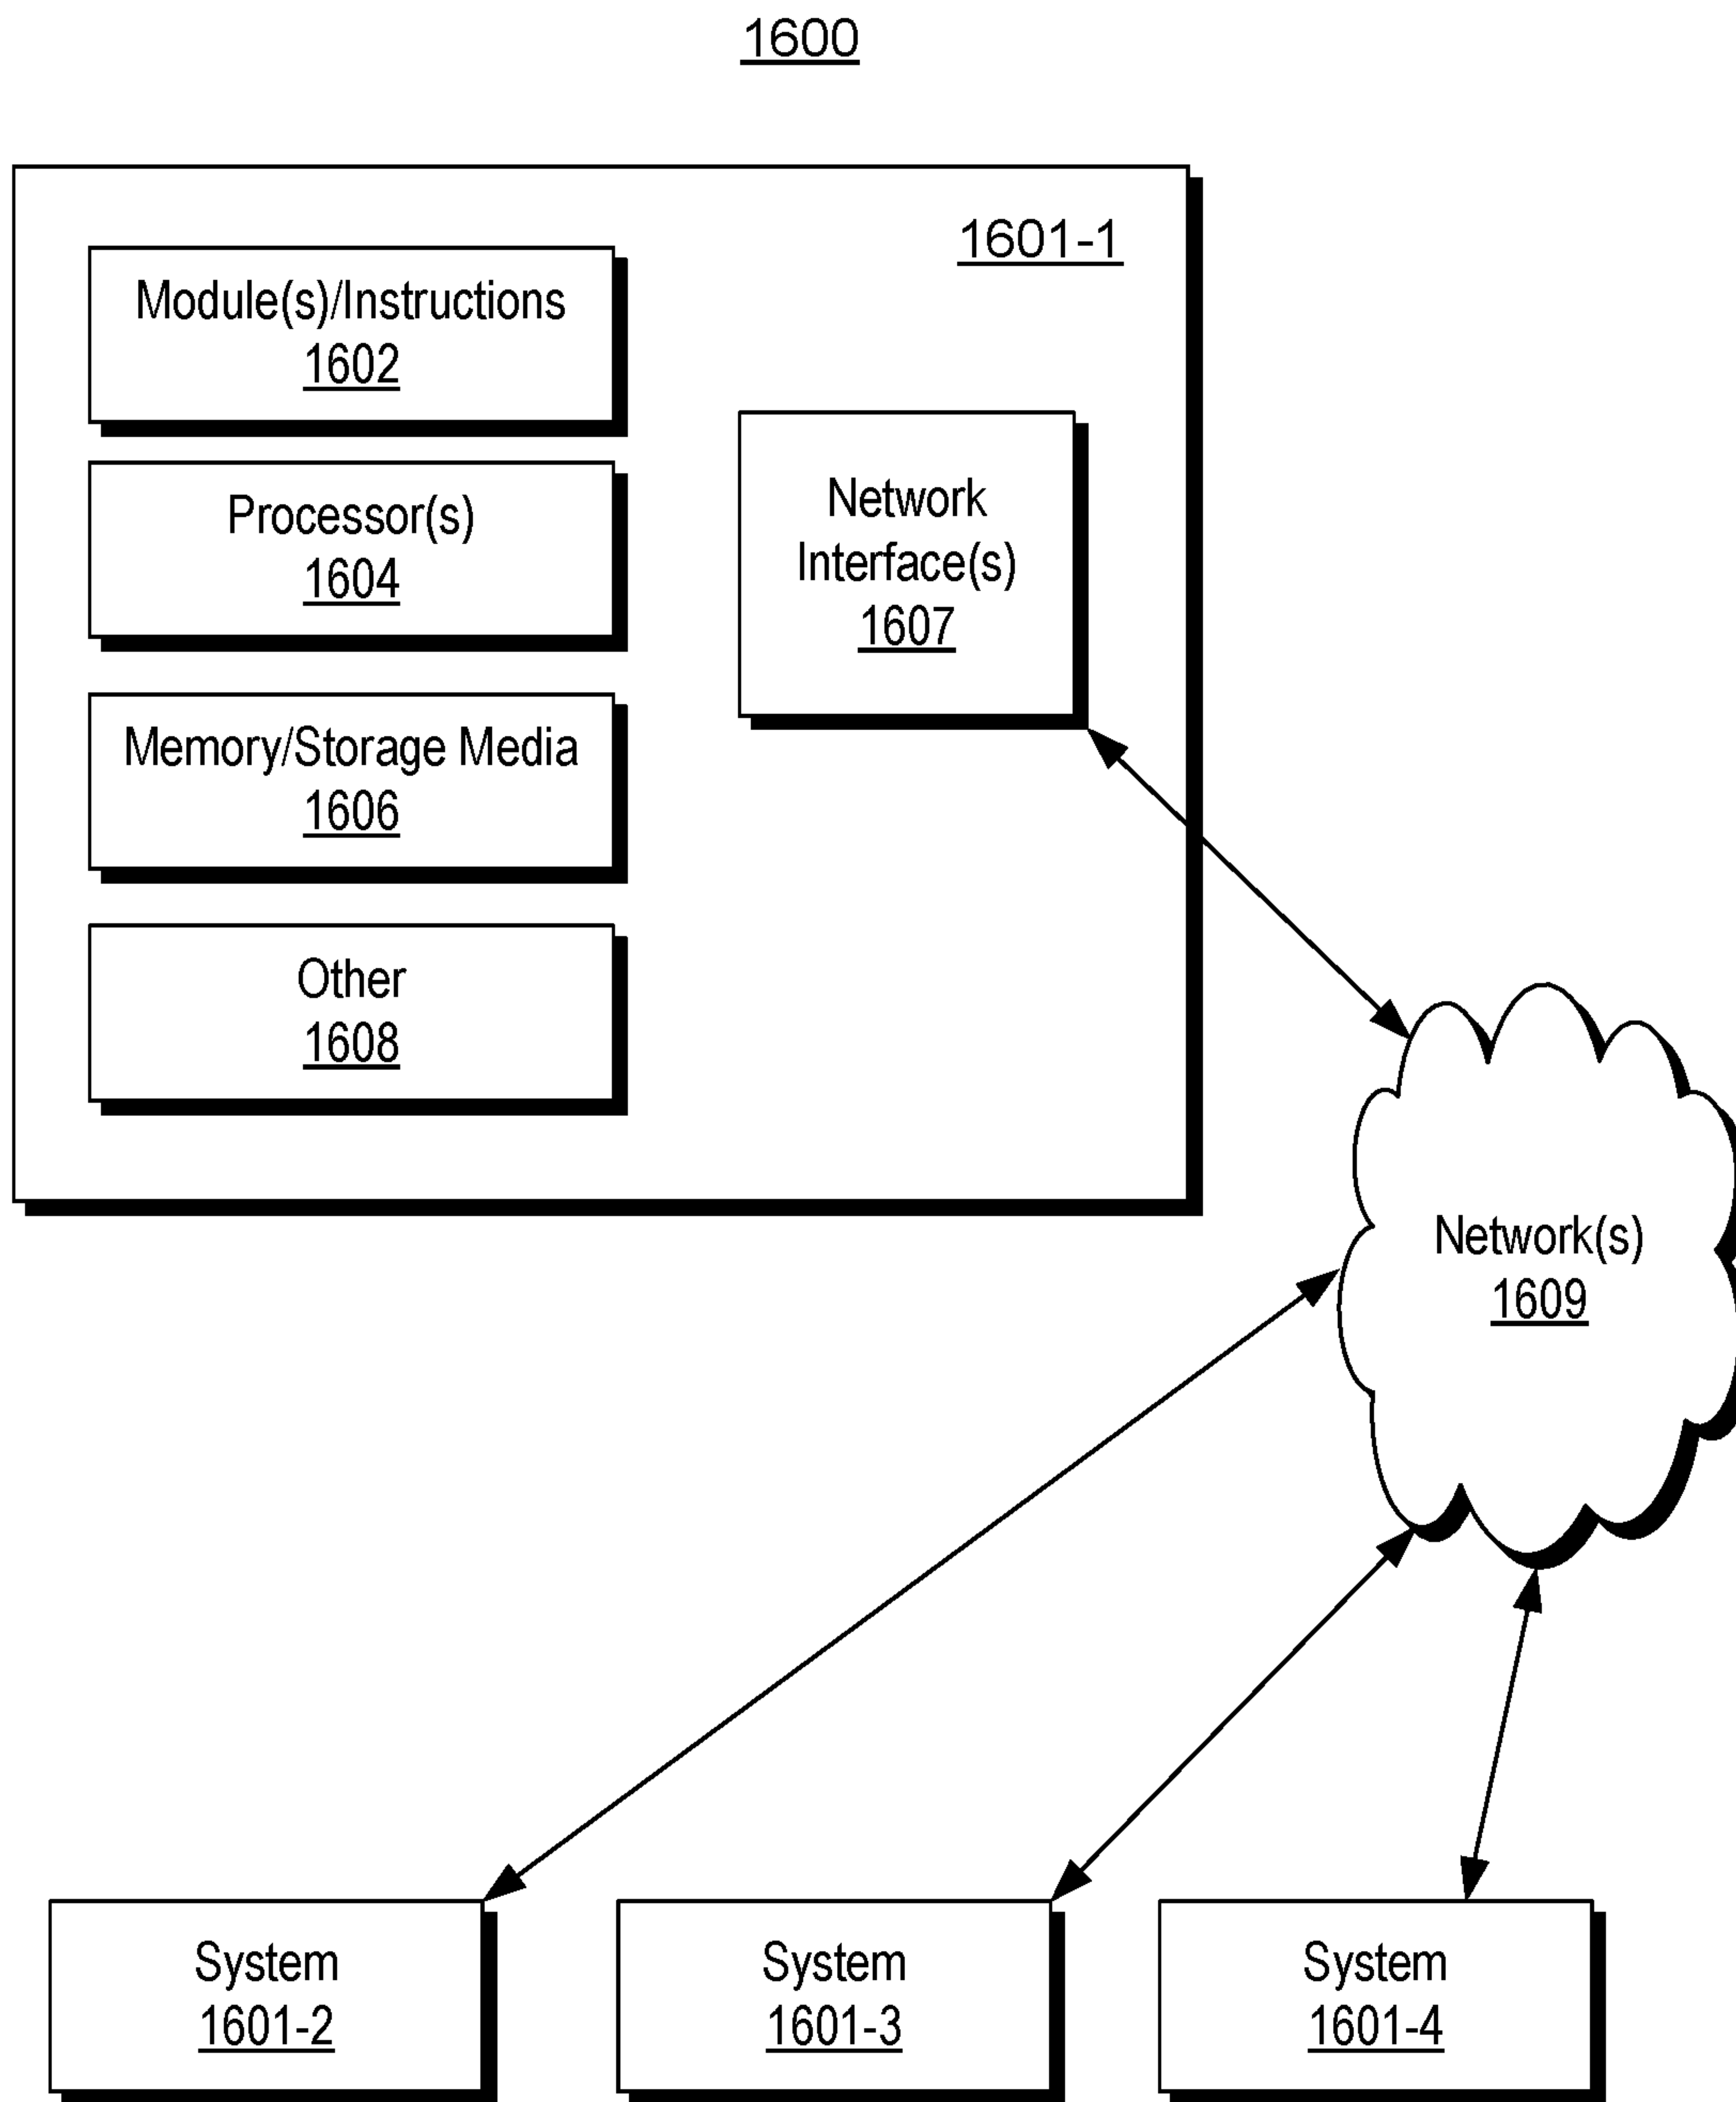 1600
1601-1
Module(s)/Instructions
1602
Processor(s)
1604
Memory/Storage Media
1606
Other
1608
Network
Interface(s)
1607
Network(s)
1609
System
1601-2
System
1601-3
System
1601-4